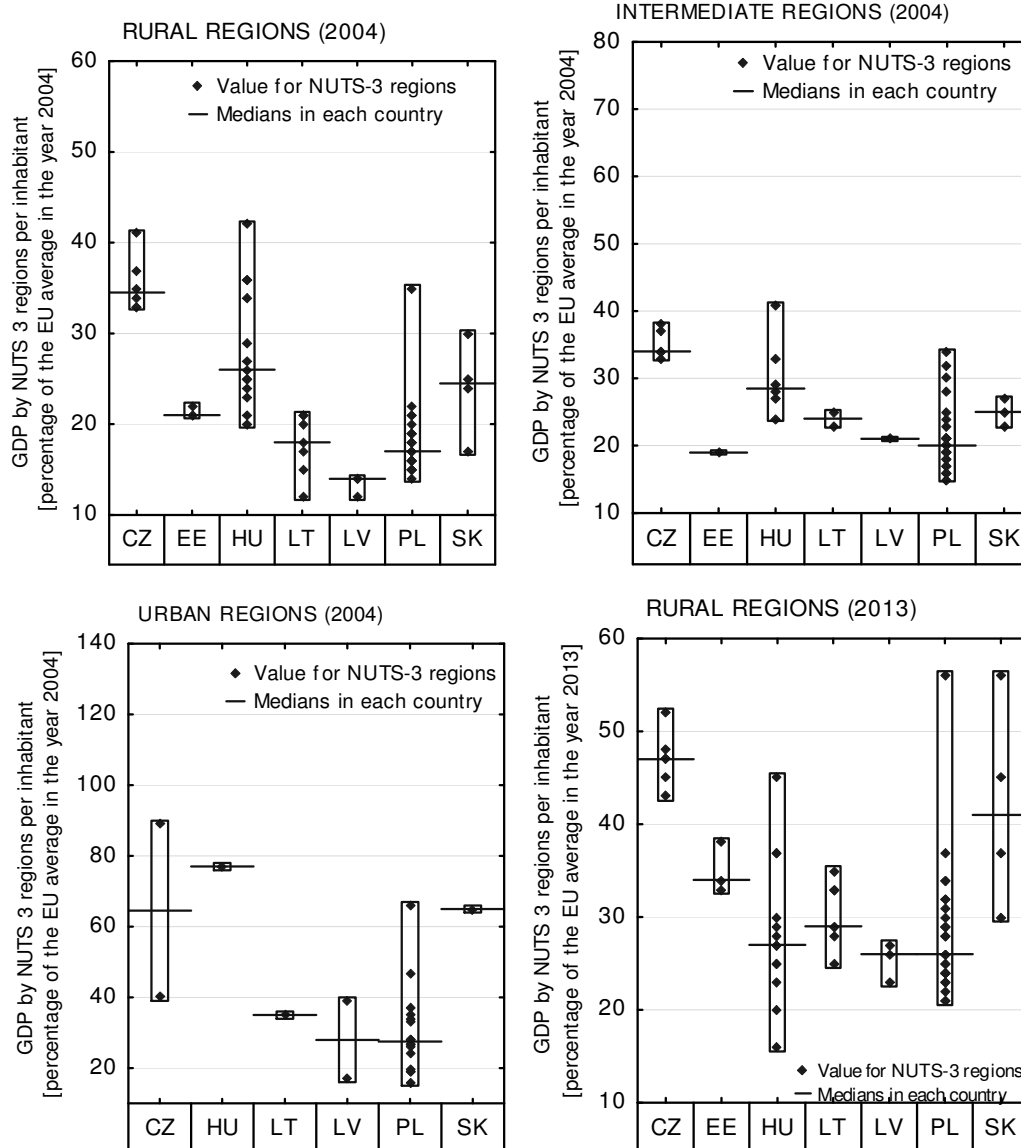 RURAL REGIONS (2004)
GDP by NUTS 3 regions per inhabitant
[percentage of the EU average in the year 2004]
60
50
40
30
20
10
Value for NUTS-3 regions
Medians in each country
CZ EE HU LT LV PL SK
INTERMEDIATE REGIONS (2004)
GDP by NUTS 3 regions per inhabitant
[percentage of the EU average in the year 2004]
80
70
60
50
40
30
20
10
Value for NUTS-3 regions
Medians in each country
CZ EE HU LT LV PL SK
URBAN REGIONS (2004)
GDP by NUTS 3 regions per inhabitant
[percentage of the EU average in the year 2004]
140
120
100
80
60
40
20
Value for NUTS-3 regions
Medians in each country
CZ HU LT LV PL SK
RURAL REGIONS (2013)
GDP by NUTS 3 regions per inhabitant
[percentage of the EU average in the year 2013]
60
50
40
30
20
10
Value for NUTS-3 regions
Medians in each country
CZ EE HU LT LV PL SK